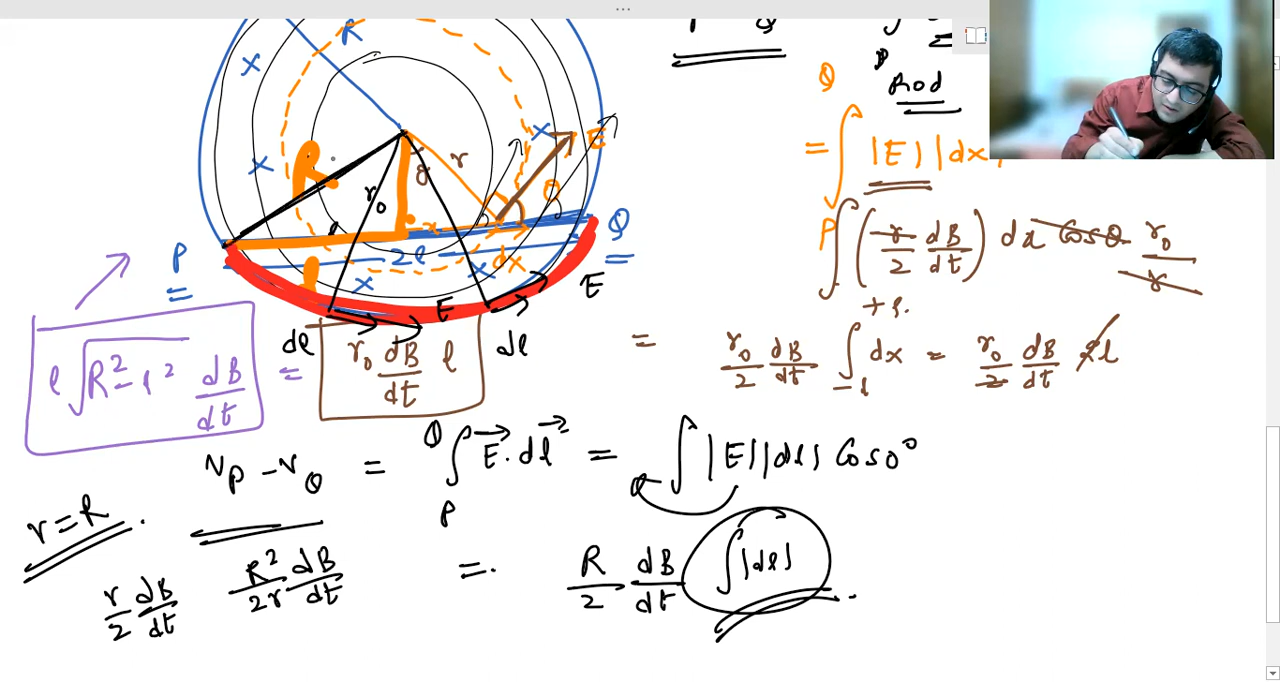 R
x
x
x
x
x
r
r₀
r₀
x
θ
E
P
Q
2l
dx
E
E
dl
dl
Rod
Q
= ∫ |E| |dx|
P ∫ (r/2 dB/dt) dx Cosθ r₀/r
= r₀/2 dB/dt ∫ dx = r₀/2 dB/dt 2l
+l
-l
l√R²-l² dB/dt = r₀ dB/dt l
V_P - V_Q = ∫ E⃗. dl⃗ = ∫ |E||dl| Cos0°
Q
P
r = R.
r/2 dB/dt R²/2r dB/dt = R/2 dB/dt ∫|dl|